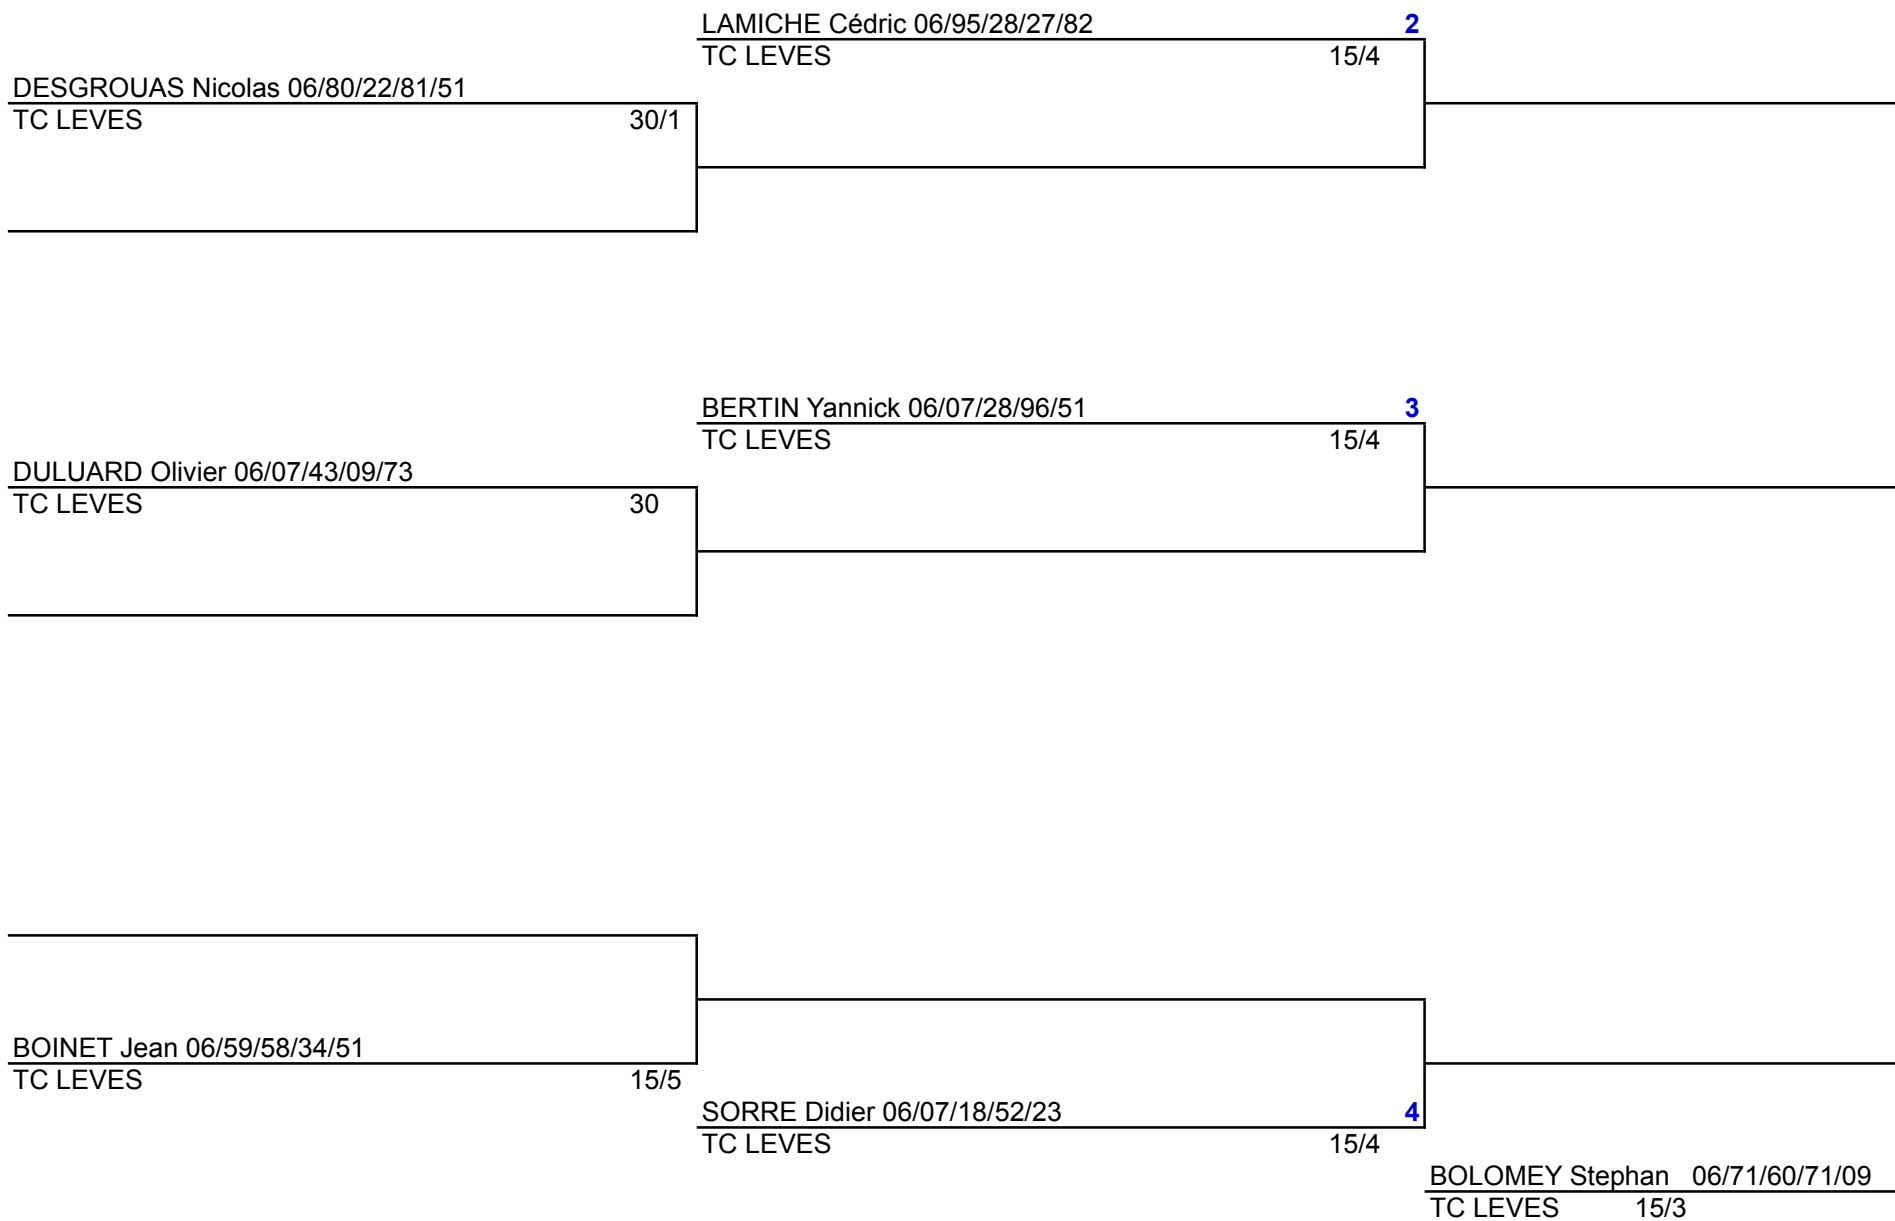 LAMICHE Cédric 06/95/28/27/82 2
TC LEVES 15/4
DESGROUAS Nicolas 06/80/22/81/51
TC LEVES 30/1
BERTIN Yannick 06/07/28/96/51 3
TC LEVES 15/4
DULUARD Olivier 06/07/43/09/73
TC LEVES 30
BOINET Jean 06/59/58/34/51
TC LEVES 15/5
SORRE Didier 06/07/18/52/23 4
TC LEVES 15/4
BOLOMEY Stephan 06/71/60/71/09
TC LEVES 15/3